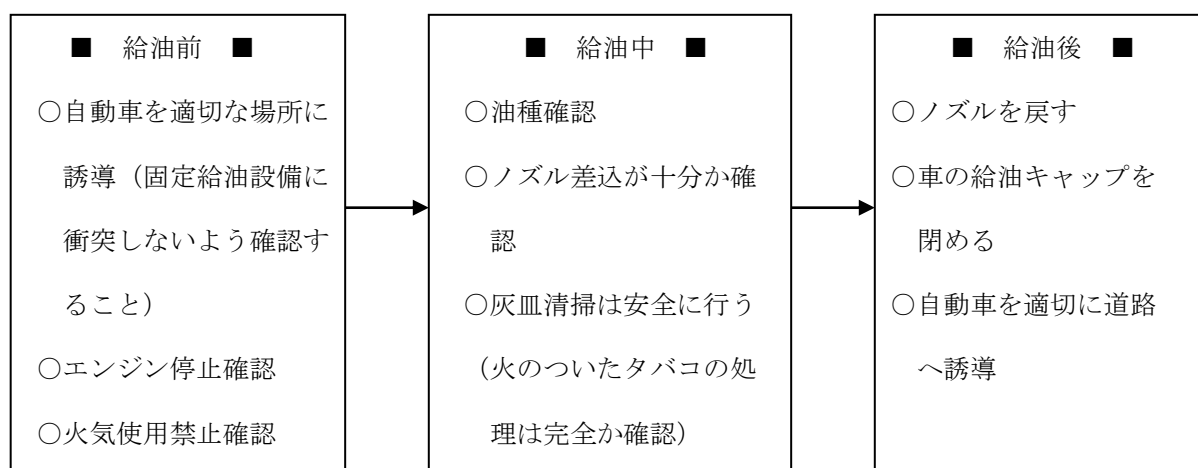 ■ 給油前 ■
○自動車を適切な場所に
誘導（固定給油設備に
衝突しないよう確認す
ること）
○エンジン停止確認
○火気使用禁止確認
■ 給油中 ■
○油種確認
○ノズル差込が十分か確
認
○灰皿清掃は安全に行う
（火のついたタバコの処
理は完全か確認）
■ 給油後 ■
○ノズルを戻す
○車の給油キャップを
閉める
○自動車を適切に道路
へ誘導